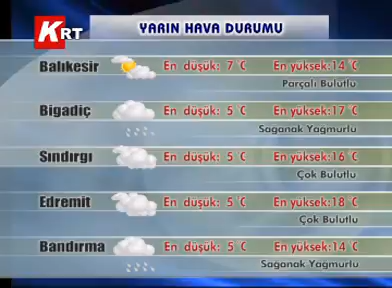 KRT
YARIN HAVA DURUMU
Balıkesir En düşük: 7 °C En yüksek:14 °C
Parçalı Bulutlu
Bigadiç En düşük: 5 °C En yüksek:17 °C
Sağanak Yağmurlu
Sındırgı En düşük: 5 °C En yüksek:16 °C
Çok Bulutlu
Edremit En düşük: 5 °C En yüksek:18 °C
Çok Bulutlu
Bandırma En düşük: 5 °C En yüksek:14 °C
Sağanak Yağmurlu